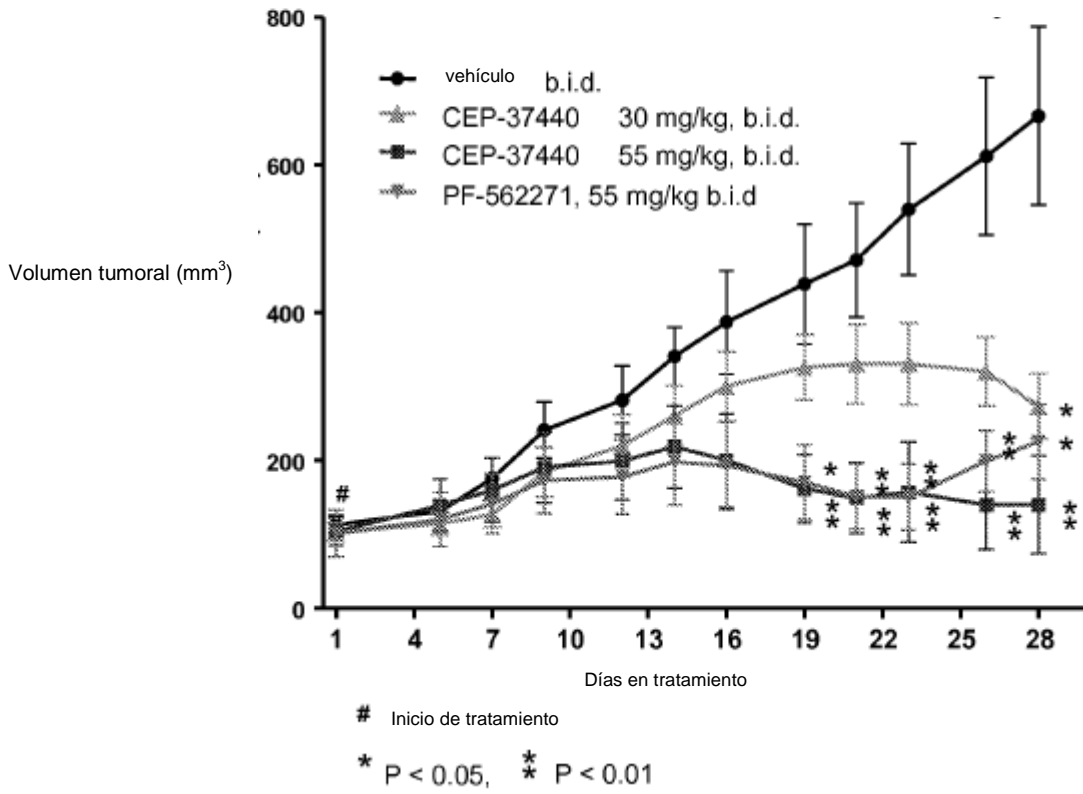 800
600
400
200
0
vehículo b.i.d.
CEP-37440 30 mg/kg, b.i.d.
CEP-37440 55 mg/kg, b.i.d.
PF-562271, 55 mg/kg b.i.d
Volumen tumoral (mm³)
#
*
*
* **
** **
** **
**
**
**
1 4 7 10 13 16 19 22 25 28
Días en tratamiento
# Inicio de tratamiento
* P < 0.05, ** P < 0.01